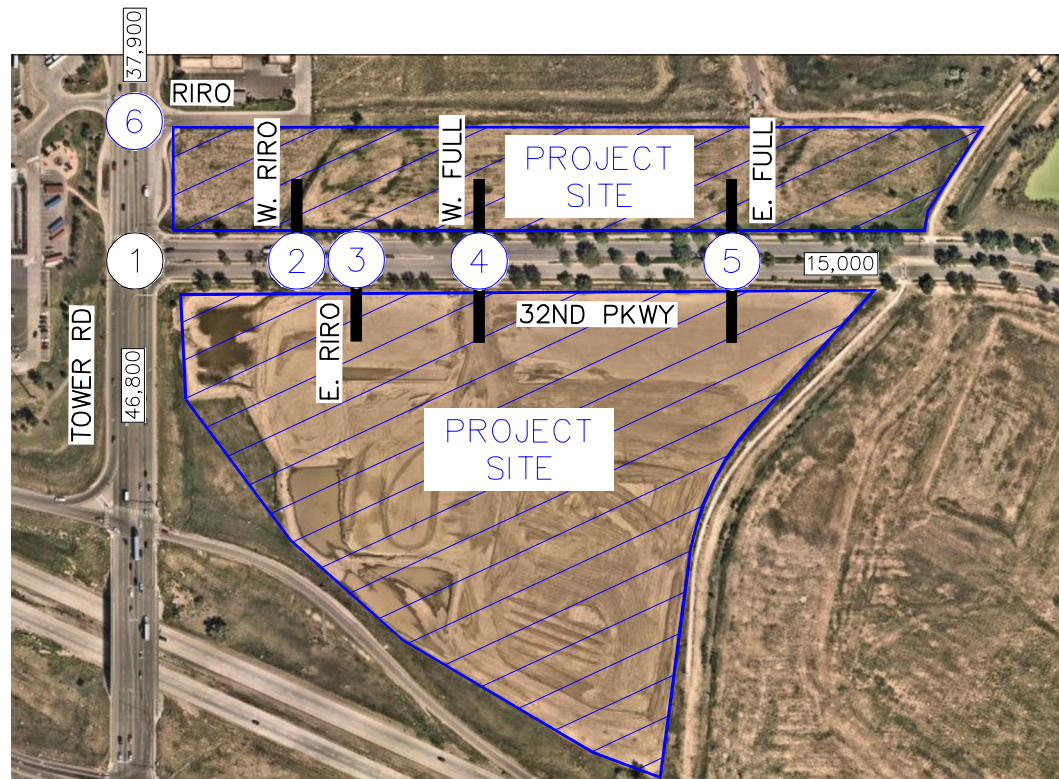 37,900
RIRO
6
W. RIRO
W. FULL
PROJECT
SITE
E. FULL
1
2
3
4
5
15,000
TOWER RD
46,800
E. RIRO
32ND PKWY
PROJECT
SITE